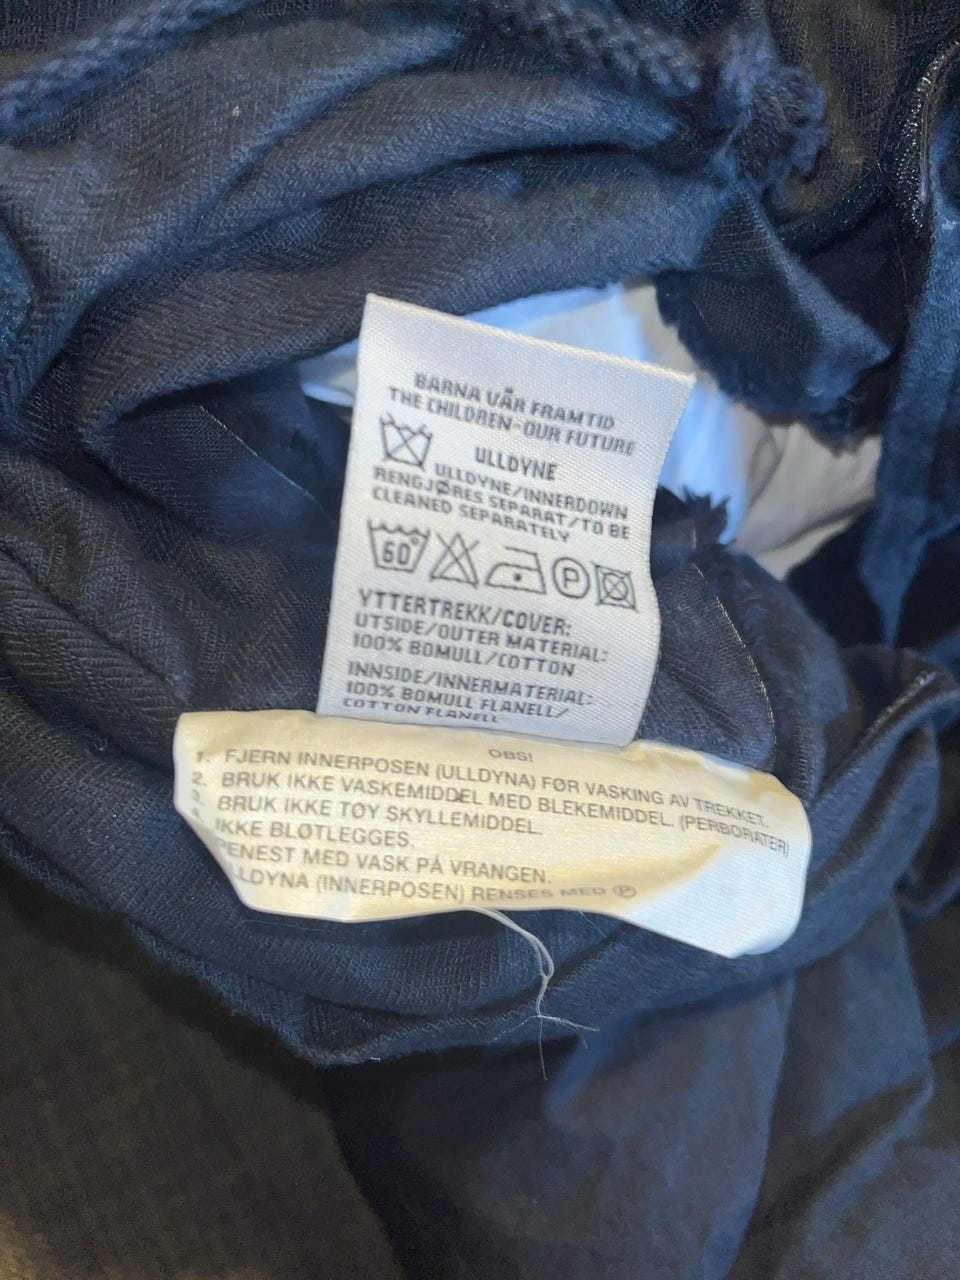 BARNA VÅR FRAMTID
THE CHILDREN-OUR FUTURE
ULLDYNE
ULLDYNE/INNERDOWN
RENGJØRES SEPARAT/TO BE
CLEANED SEPARATELY
60° P
YTTERTREKK/COVER:
UTSIDE/OUTER MATERIAL:
100% BOMULL/COTTON
INNSIDE/INNERMATERIAL:
100% BOMULL FLANELL/
COTTON FLANELL
OBS!
1. FJERN INNERPOSEN (ULLDYNA) FØR VASKING AV TREKKET.
2. BRUK IKKE VASKEMIDDEL MED BLEKEMIDDEL. (PERBORATER)
3. BRUK IKKE TØY SKYLLEMIDDEL.
4. IKKE BLØTLEGGES.
PENEST MED VASK PÅ VRANGEN.
LLDYNA (INNERPOSEN) RENSES MED Ⓟ